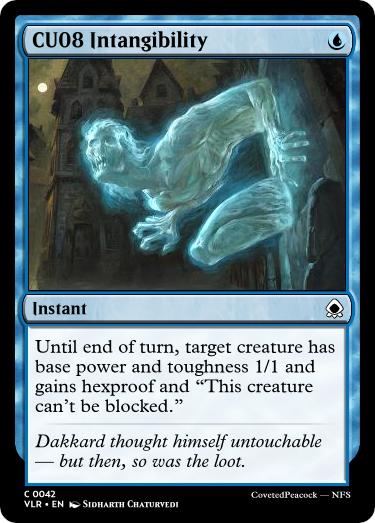 CU08 Intangibility
Instant
Until end of turn, target creature has
base power and toughness 1/1 and
gains hexproof and “This creature
can’t be blocked.”
Dakkard thought himself untouchable
— but then, so was the loot.
C 0042
VLR • EN Sidharth Chaturvedi
CovetedPeacock — NFS